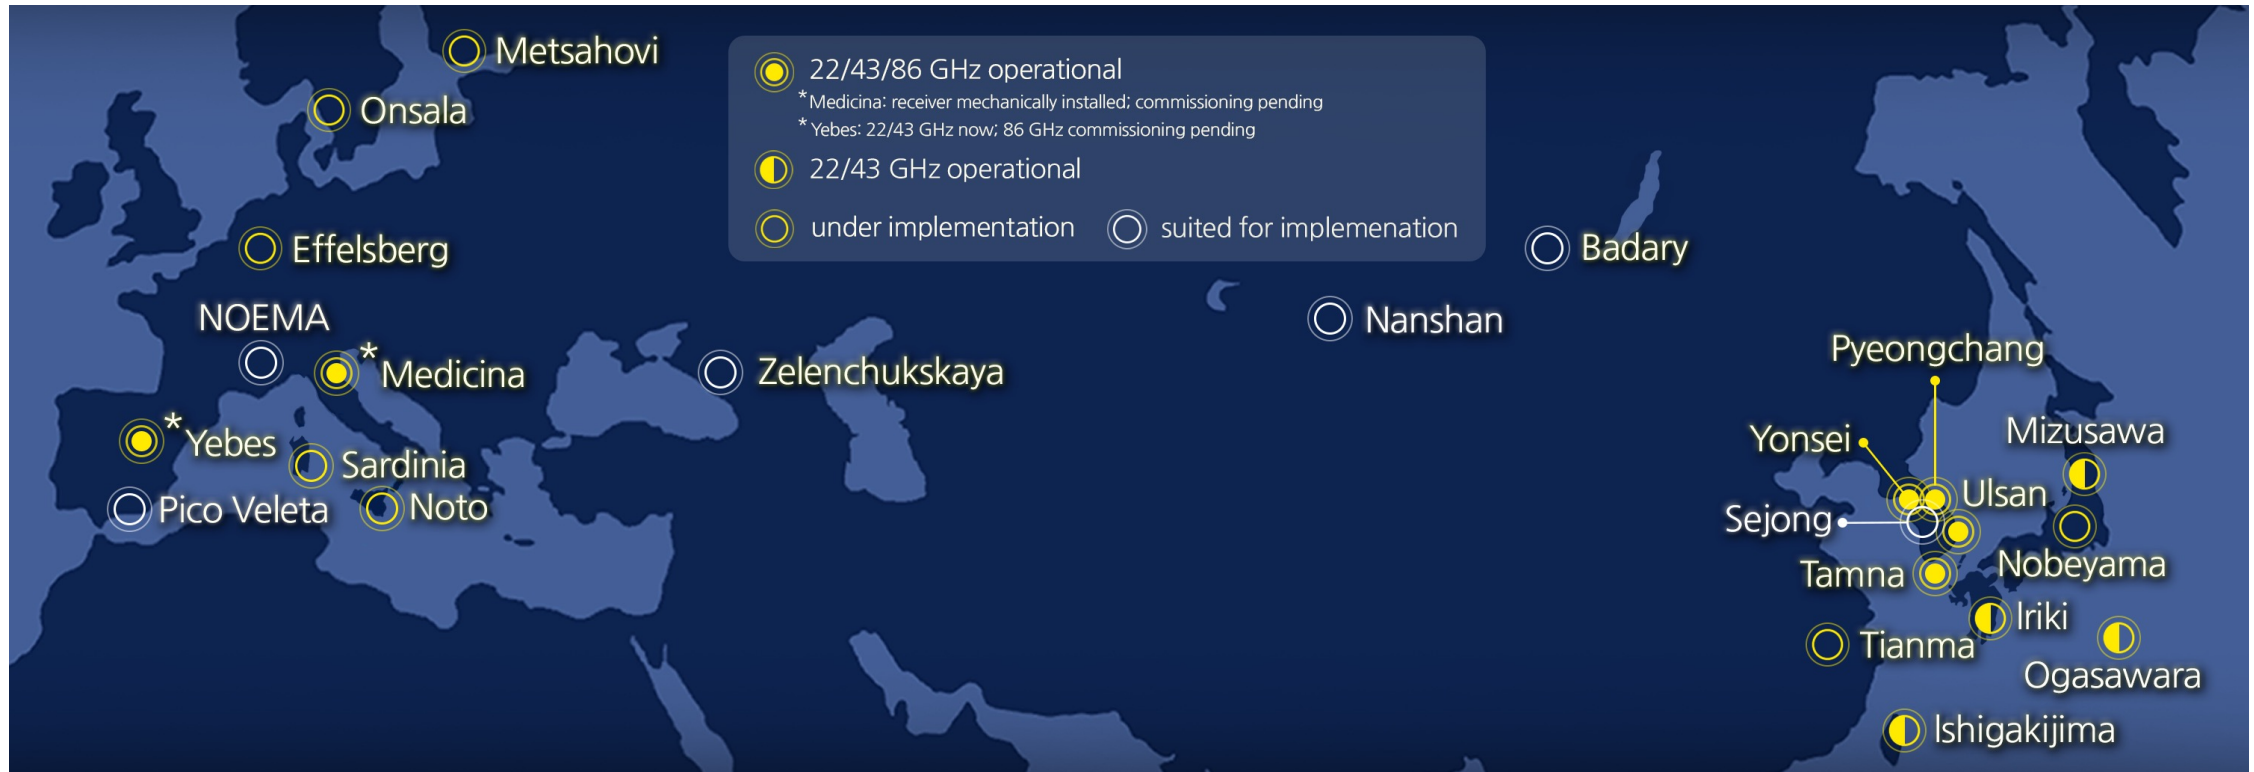 Metsahovi
Onsala
22/43/86 GHz operational
*Medicina: receiver mechanically installed; commissioning pending
*Yebes: 22/43 GHz now; 86 GHz commissioning pending
22/43 GHz operational
under implementation
suited for implemenation
Effelsberg
Badary
NOEMA
Nanshan
*Medicina
Zelenchukskaya
Pyeongchang
*Yebes
Sardinia
Pico Veleta
Noto
Yonsei
Mizusawa
Ulsan
Sejong
Nobeyama
Tamna
Iriki
Tianma
Ogasawara
Ishigakijima